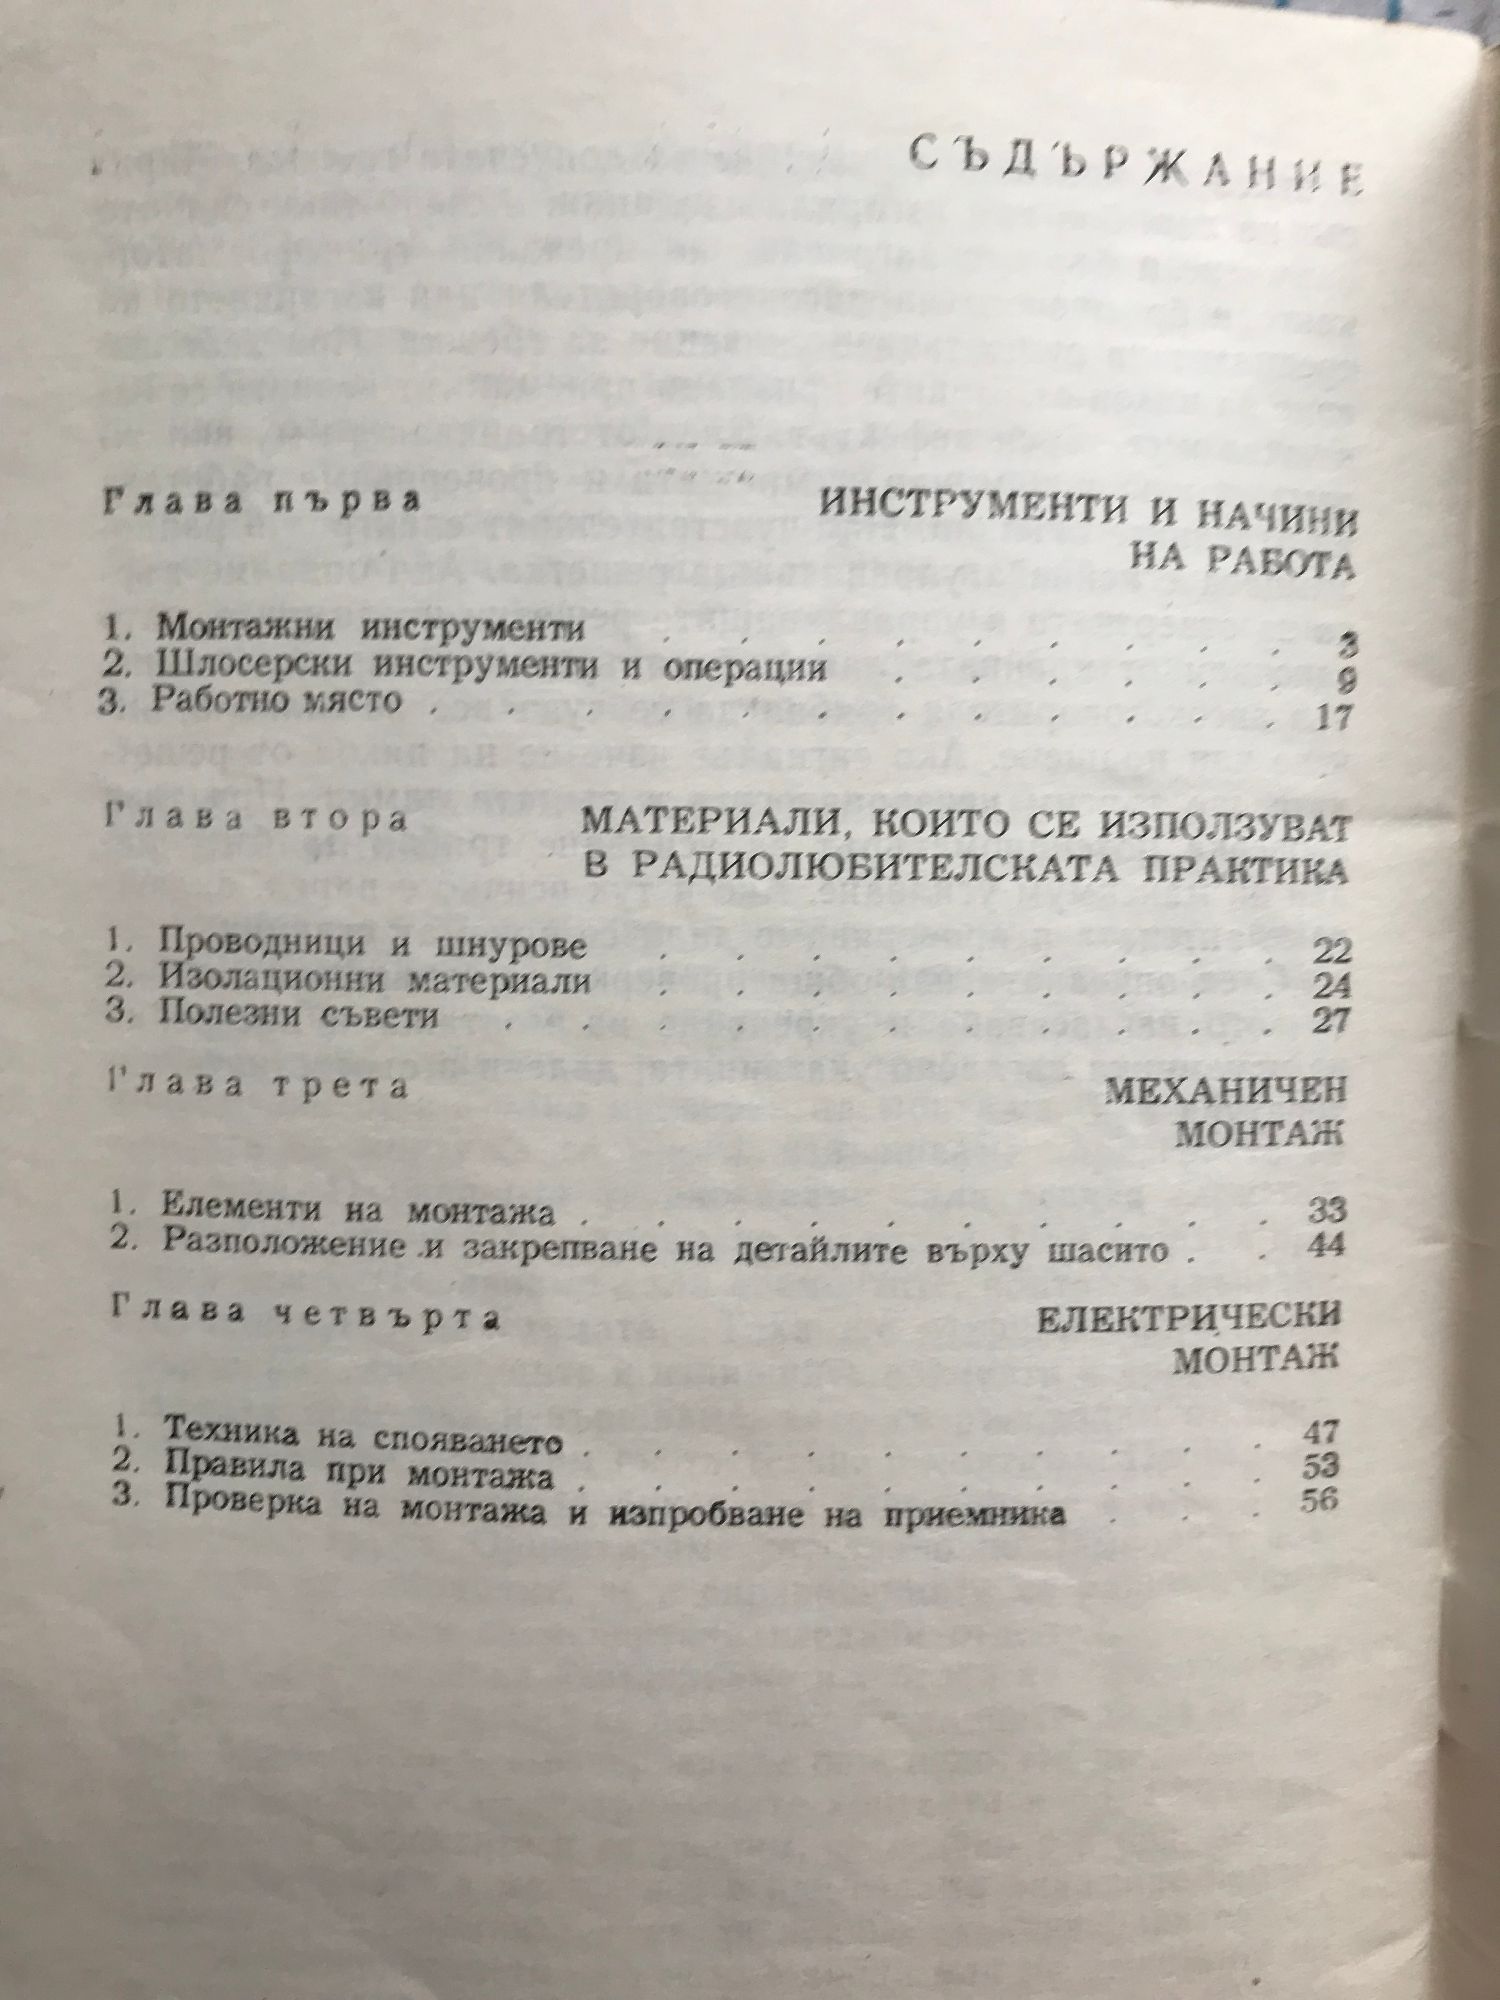 СЪДЪРЖАНИЕ
Глава първа ИНСТРУМЕНТИ И НАЧИНИ
НА РАБОТА
1. Монтажни инструменти . . . . . . . . . 3
2. Шлосерски инструменти и операции . . . . . . 9
3. Работно място . . . . . . . . . . . . 17
Глава втора МАТЕРИАЛИ, КОИТО СЕ ИЗПОЛЗУВАТ
В РАДИОЛЮБИТЕЛСКАТА ПРАКТИКА
1. Проводници и шнурове . . . . . . . . . 22
2. Изолационни материали . . . . . . . . . 24
3. Полезни съвети . . . . . . . . . . . 27
Глава трета МЕХАНИЧЕН
МОНТАЖ
1. Елементи на монтажа . . . . . . . . . . 33
2. Разположение и закрепване на детайлите върху шасито . . 44
Глава четвърта ЕЛЕКТРИЧЕСКИ
МОНТАЖ
1. Техника на спояването . . . . . . . . . . 47
2. Правила при монтажа . . . . . . . . . . 53
3. Проверка на монтажа и изпробване на приемника . . . 56